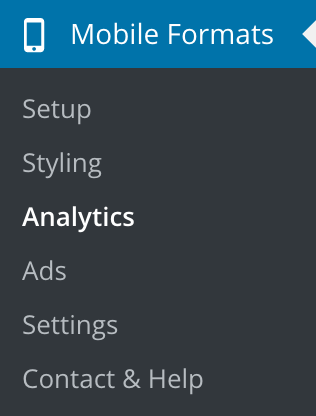 Mobile Formats
Setup
Styling
Analytics
Ads
Settings
Contact & Help